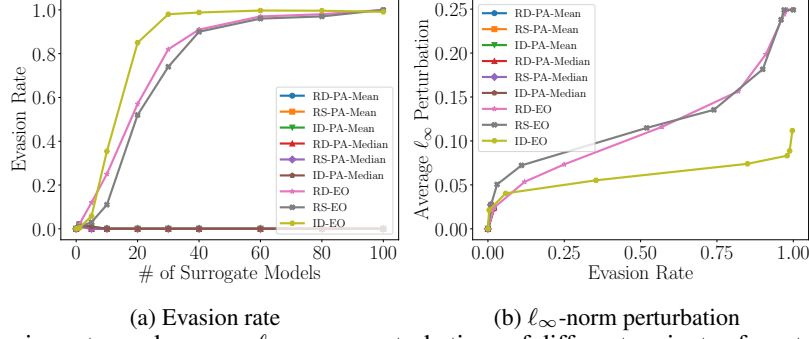 1.0
0.8
0.6
0.4
0.2
0.0
Evasion Rate
RD-PA-Mean
RS-PA-Mean
ID-PA-Mean
RD-PA-Median
RS-PA-Median
ID-PA-Median
RD-EO
RS-EO
ID-EO
0 20 40 60 80 100
# of Surrogate Models
(a) Evasion rate
0.25
0.20
0.15
0.10
0.05
0.00
Average ℓ∞ Perturbation
RD-PA-Mean
RS-PA-Mean
ID-PA-Mean
RD-PA-Median
RS-PA-Median
ID-PA-Median
RD-EO
RS-EO
ID-EO
0.00 0.25 0.50 0.75 1.00
Evasion Rate
(b) ℓ∞-norm perturbation